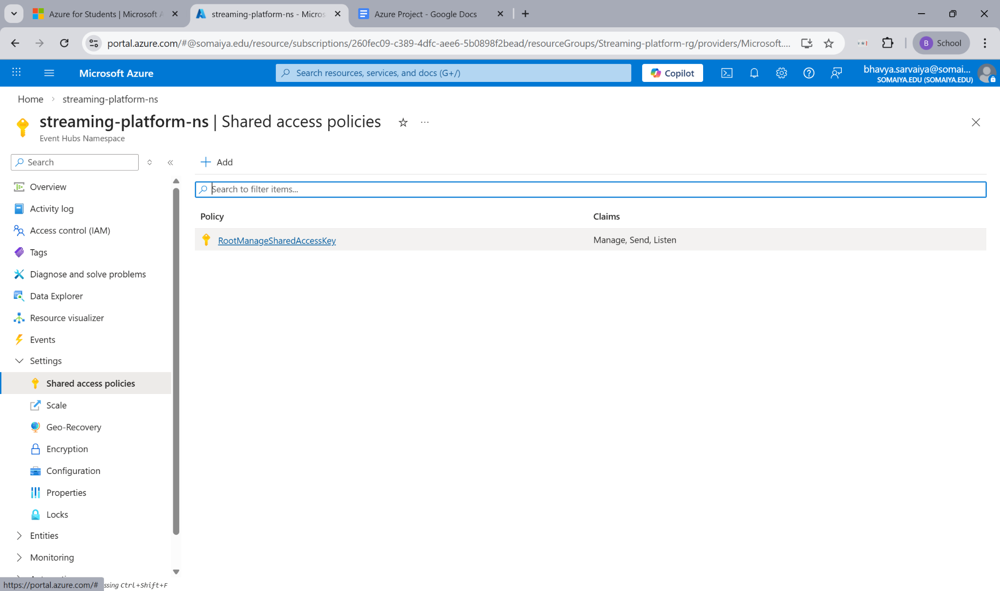 Azure for Students | Microsoft A
streaming-platform-ns - Micros
Azure Project - Google Docs
portal.azure.com/#@somaiya.edu/resource/subscriptions/260fec09-c389-4dfc-aee6-5b0898f2bead/resourceGroups/Streaming-platform-rg/providers/Microsoft....
B School
Microsoft Azure
Search resources, services, and docs (G+/)
Copilot
bhavya.sarvaiya@somai...
SOMAIYA.EDU (SOMAIYA.EDU)
Home > streaming-platform-ns
streaming-platform-ns | Shared access policies
Event Hubs Namespace
Search
Add
Search to filter items...
Policy Claims
RootManageSharedAccessKey Manage, Send, Listen
Overview
Activity log
Access control (IAM)
Tags
Diagnose and solve problems
Data Explorer
Resource visualizer
Events
Settings
Shared access policies
Scale
Geo-Recovery
Encryption
Configuration
Properties
Locks
Entities
Monitoring
https://portal.azure.com/# ssing Ctrl+Shift+F